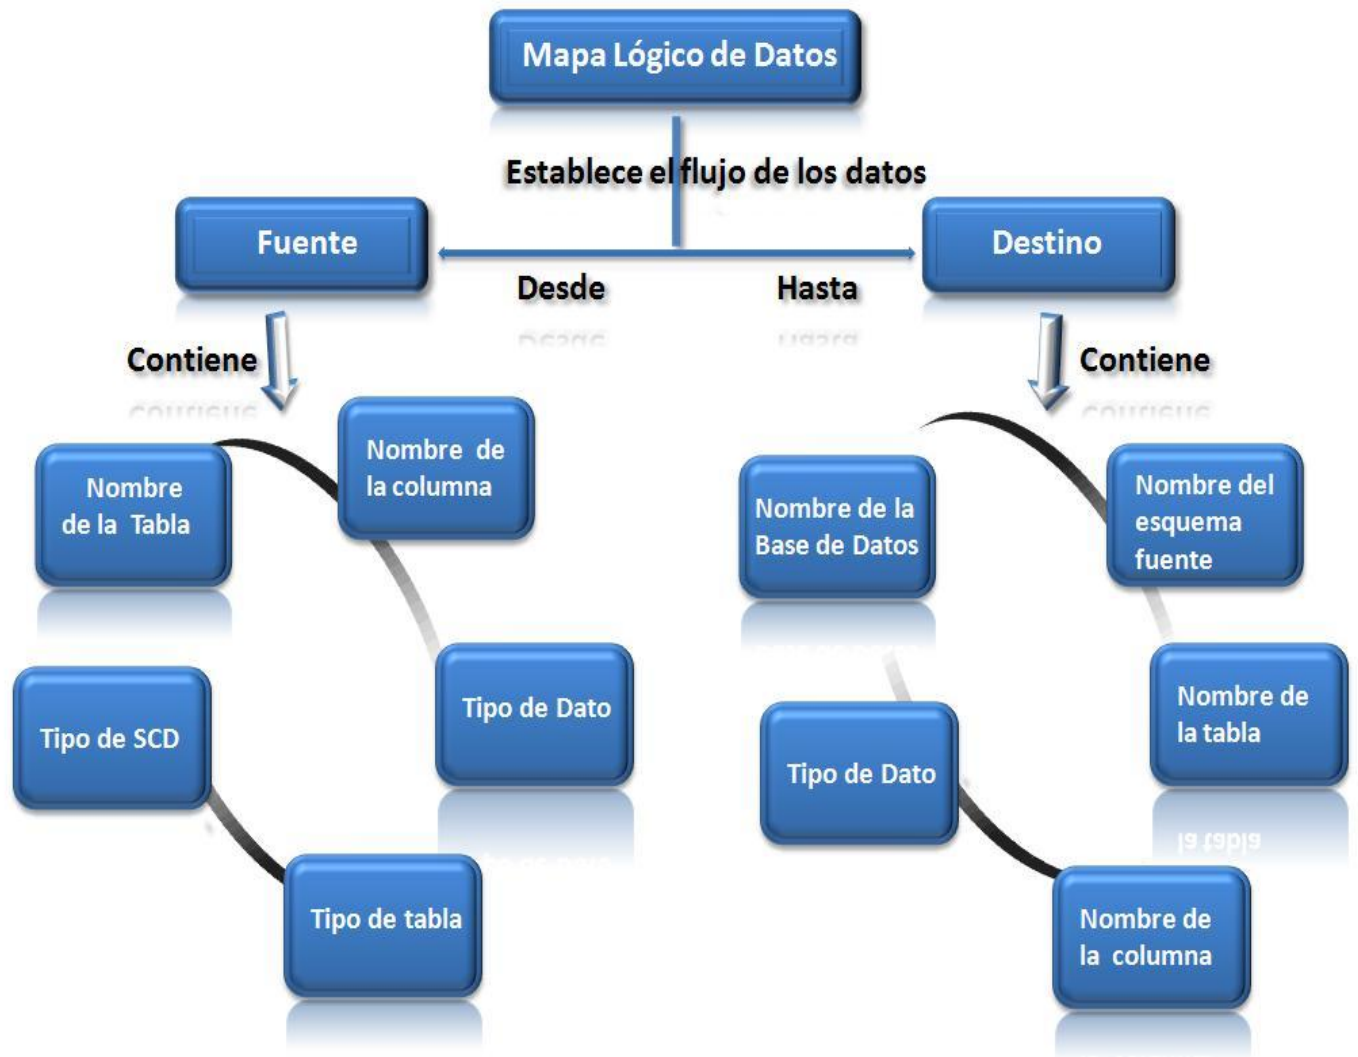 Mapa Lógico de Datos
Establece el flujo de los datos
Fuente
Destino
Desde
Hasta
Contiene
Nombre
de la Tabla
Nombre de
la columna
Tipo de Dato
Tipo de tabla
Tipo de SCD
Contiene
Nombre de la
Base de Datos
Nombre del
esquema
fuente
Nombre de
la tabla
Nombre de
la columna
Tipo de Dato